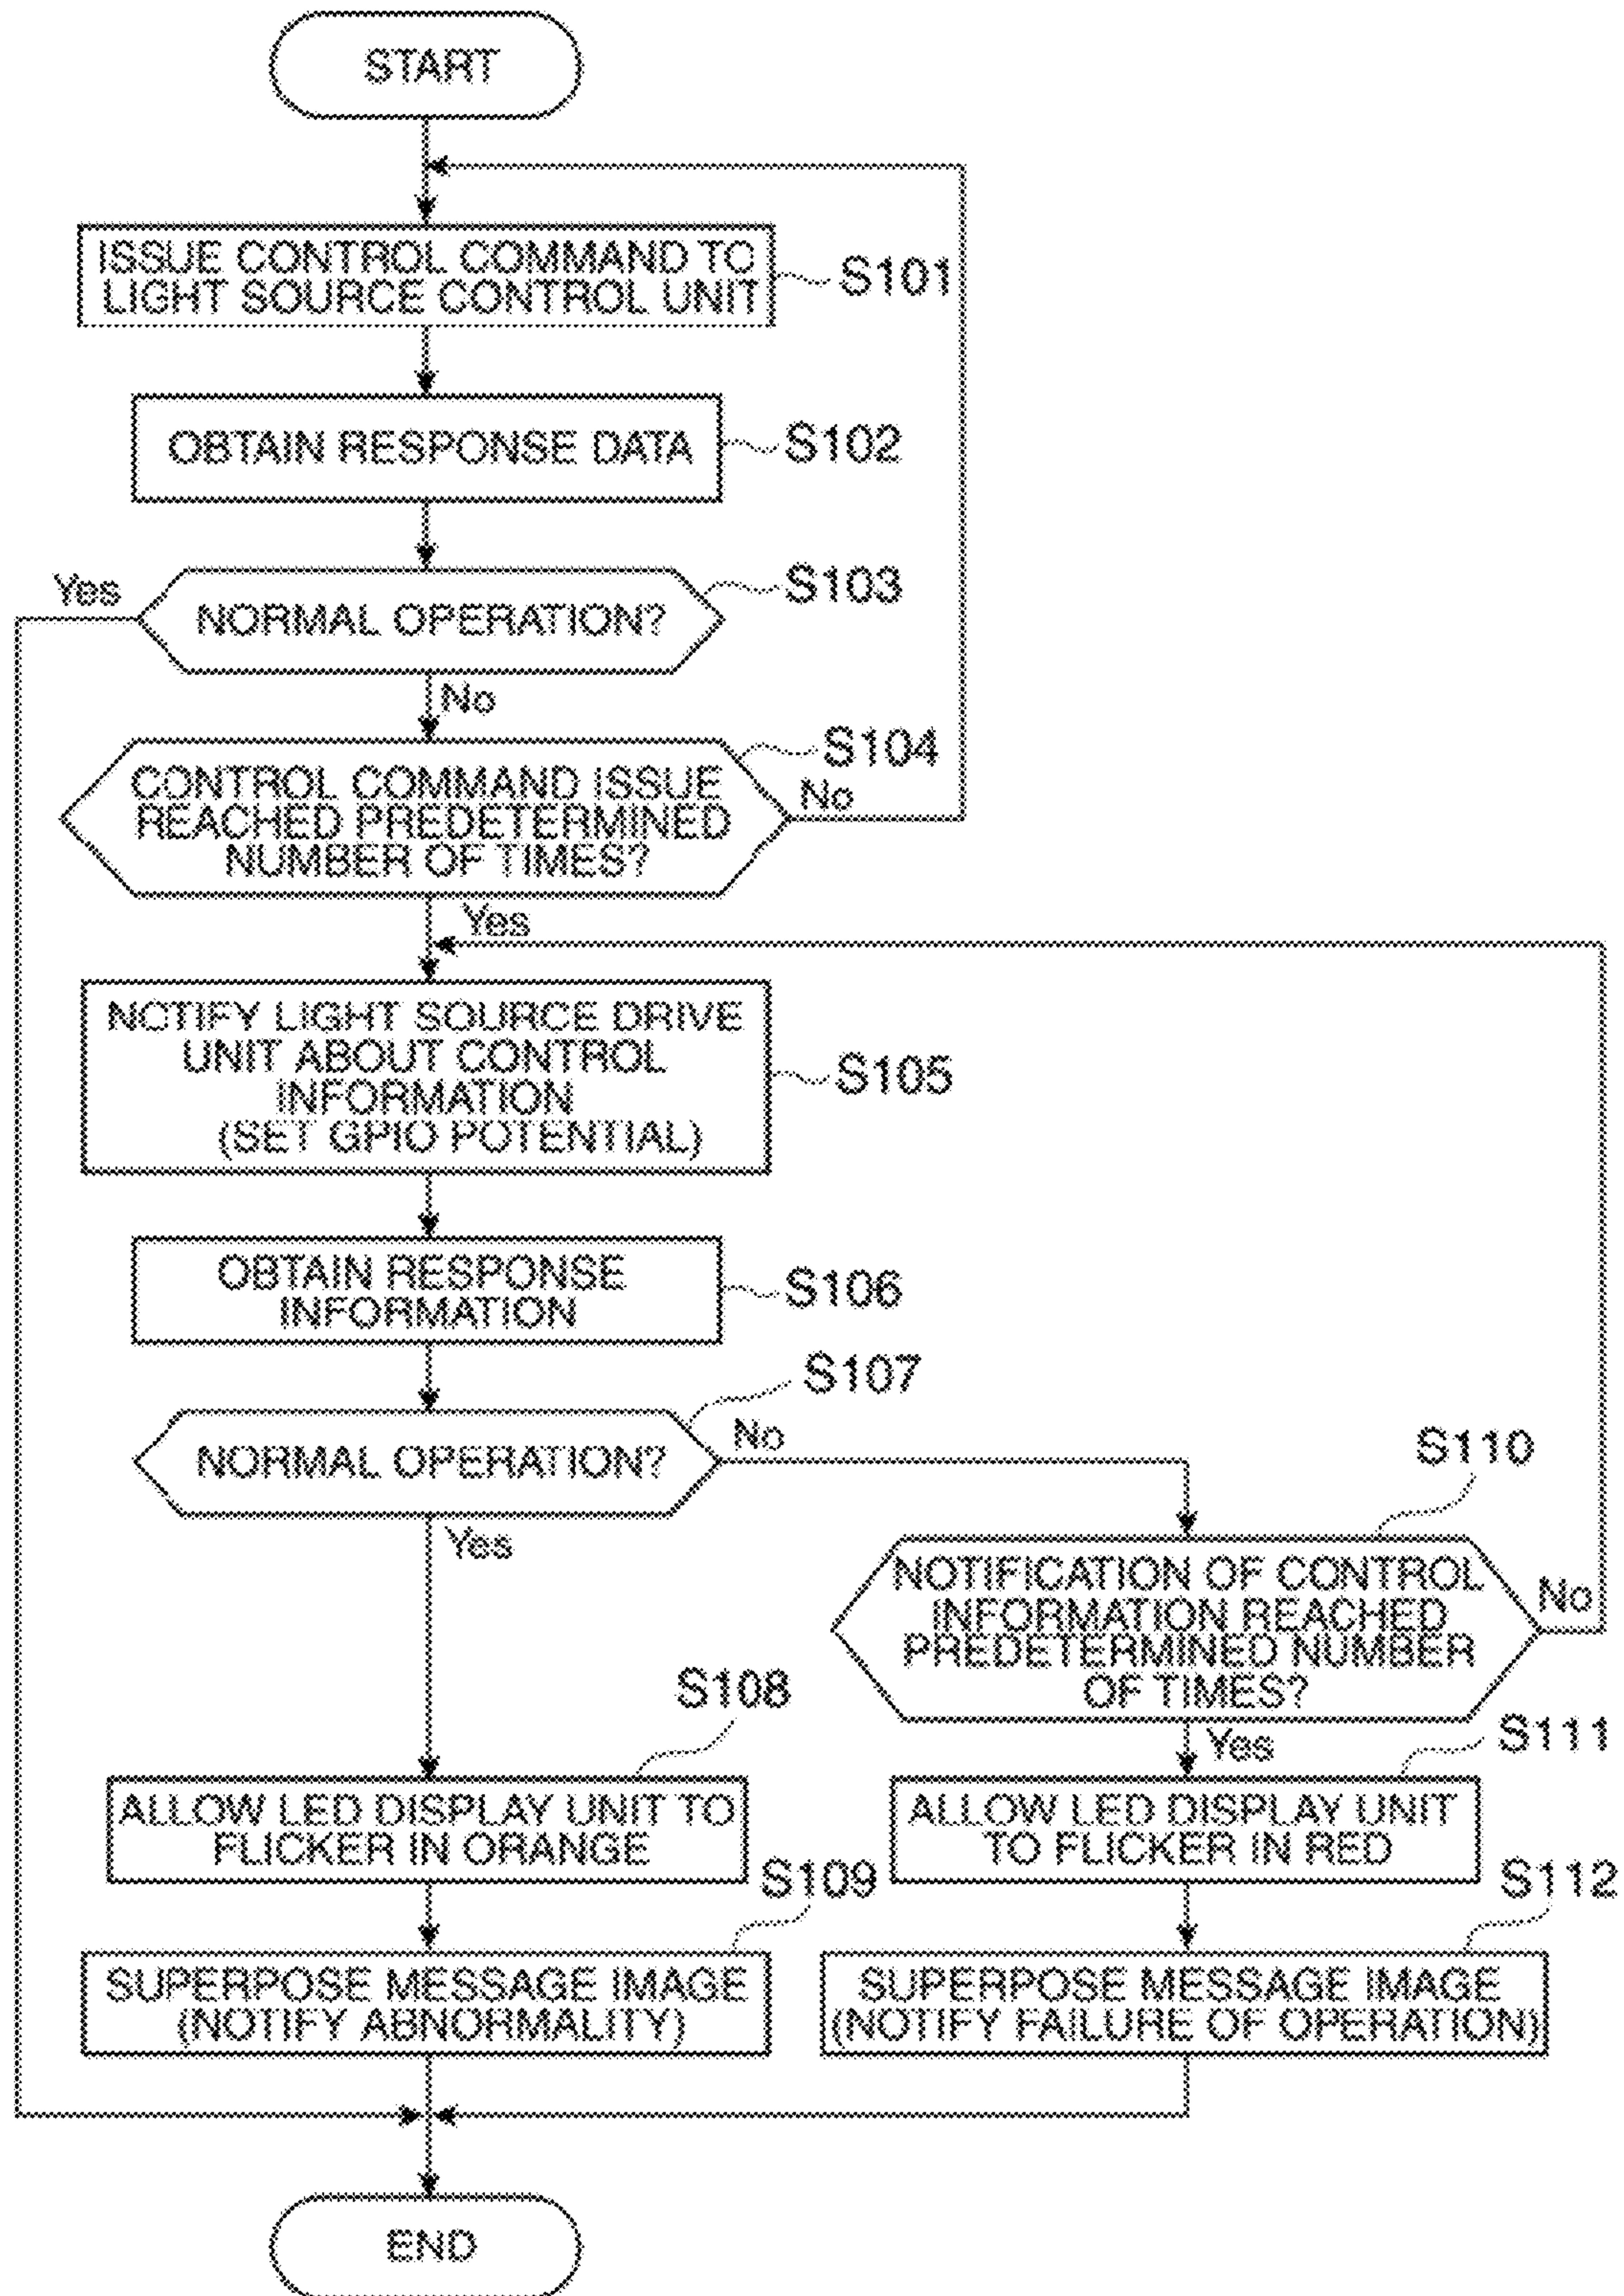 START
ISSUE CONTROL COMMAND TO
LIGHT SOURCE CONTROL UNIT
S101
OBTAIN RESPONSE DATA
S102
Yes
NORMAL OPERATION?
S103
No
S104
CONTROL COMMAND ISSUE
REACHED PREDETERMINED
NUMBER OF TIMES?
No
Yes
NOTIFY LIGHT SOURCE DRIVE
UNIT ABOUT CONTROL
INFORMATION
(SET GPIO POTENTIAL)
S105
OBTAIN RESPONSE
INFORMATION
S106
S107
NORMAL OPERATION?
No
Yes
S110
NOTIFICATION OF CONTROL
INFORMATION REACHED
PREDETERMINED NUMBER
OF TIMES?
No
Yes
S108
ALLOW LED DISPLAY UNIT TO
FLICKER IN ORANGE
S111
ALLOW LED DISPLAY UNIT
TO FLICKER IN RED
S109
SUPERPOSE MESSAGE IMAGE
(NOTIFY ABNORMALITY)
S112
SUPERPOSE MESSAGE IMAGE
(NOTIFY FAILURE OF OPERATION)
END